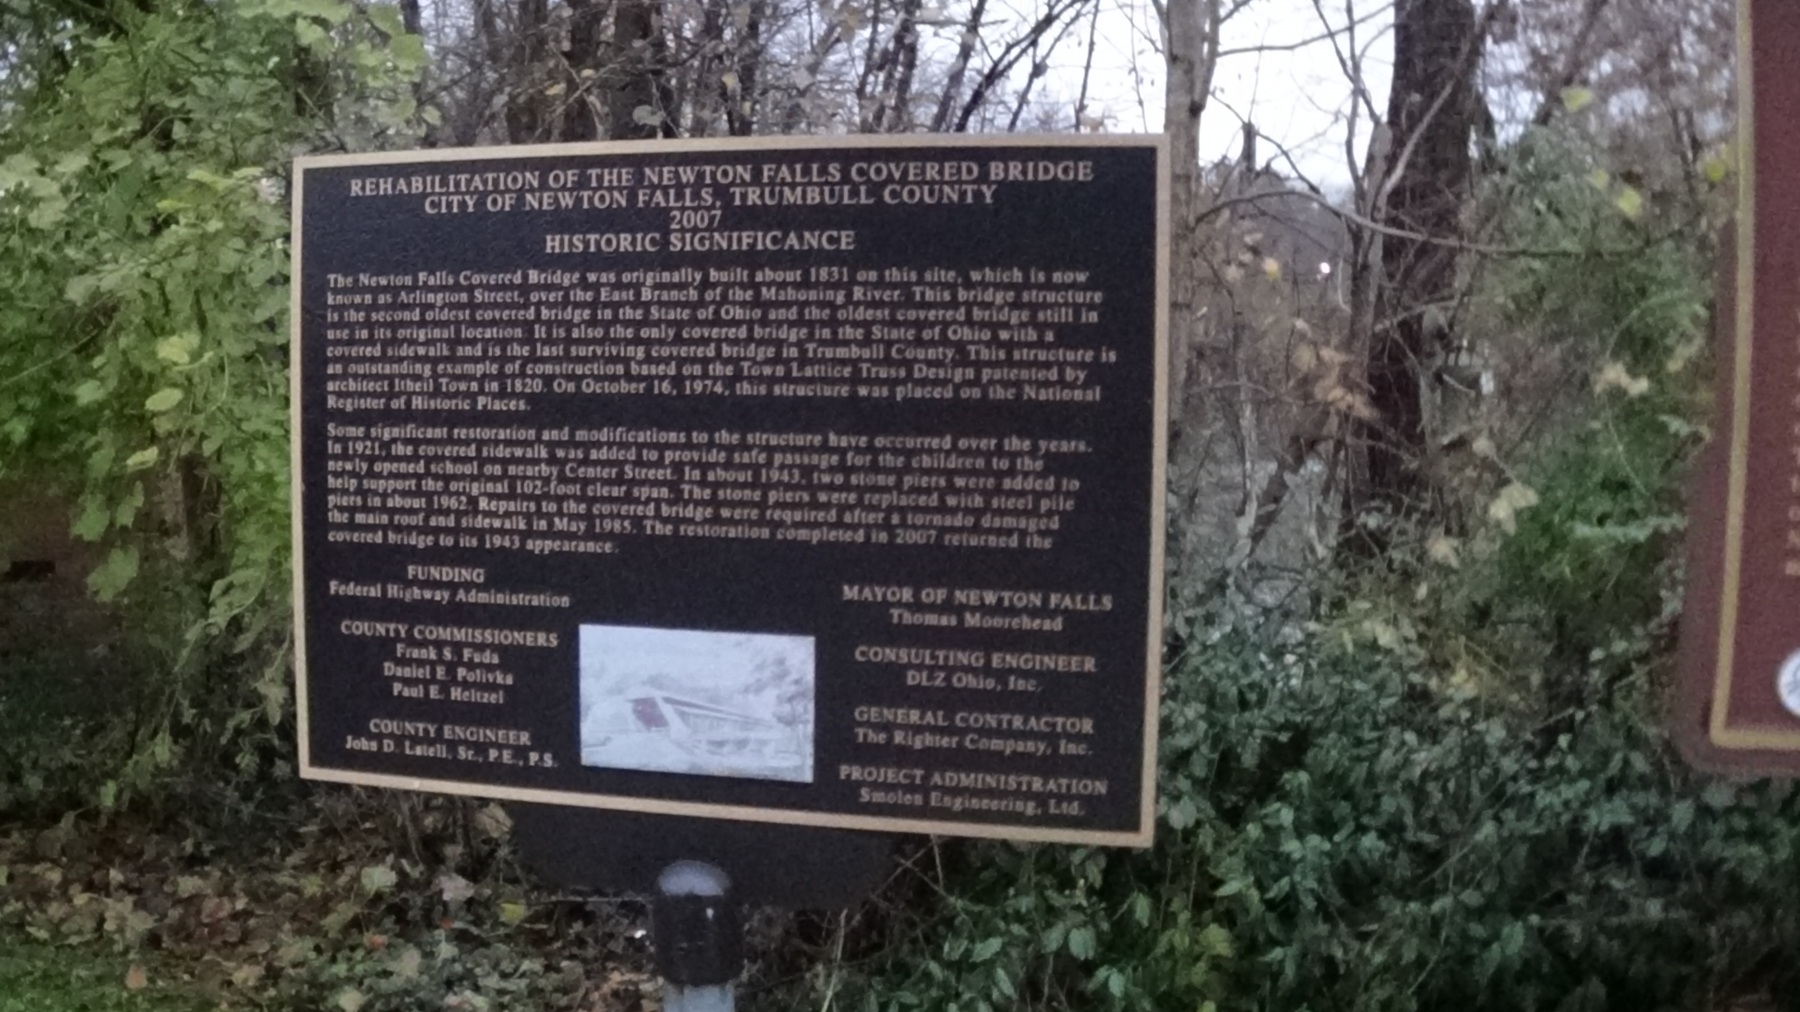 REHABILITATION OF THE NEWTON FALLS COVERED BRIDGE
CITY OF NEWTON FALLS, TRUMBULL COUNTY
2007
HISTORIC SIGNIFICANCE
The Newton Falls Covered Bridge was originally built about 1831 on this site, which is now
known as Arlington Street, over the East Branch of the Mahoning River. This bridge structure
is the second oldest covered bridge in the State of Ohio and the oldest covered bridge still in
use in its original location. It is also the only covered bridge in the State of Ohio with a
covered sidewalk and is the last surviving covered bridge in Trumbull County. This structure is
an outstanding example of construction based on the Town Lattice Truss Design patented by
architect Itheil Town in 1820. On October 16, 1974, this structure was placed on the National
Register of Historic Places.
Some significant restoration and modifications to the structure have occurred over the years.
In 1921, the covered sidewalk was added to provide safe passage for the children to the
newly opened school on nearby Center Street. In about 1943, two stone piers were added to
help support the original 102-foot clear span. The stone piers were replaced with steel pile
piers in about 1962. Repairs to the covered bridge were required after a tornado damaged
the main roof and sidewalk in May 1985. The restoration completed in 2007 returned the
covered bridge to its 1943 appearance.
FUNDING
Federal Highway Administration
COUNTY COMMISSIONERS
Frank S. Fuda
Daniel E. Polivka
Paul E. Heltzel
COUNTY ENGINEER
John D. Latell, Sr., P.E., P.S.
MAYOR OF NEWTON FALLS
Thomas Moorehead
CONSULTING ENGINEER
DLZ Ohio, Inc.
GENERAL CONTRACTOR
The Righter Company, Inc.
PROJECT ADMINISTRATION
Smolen Engineering, Ltd.